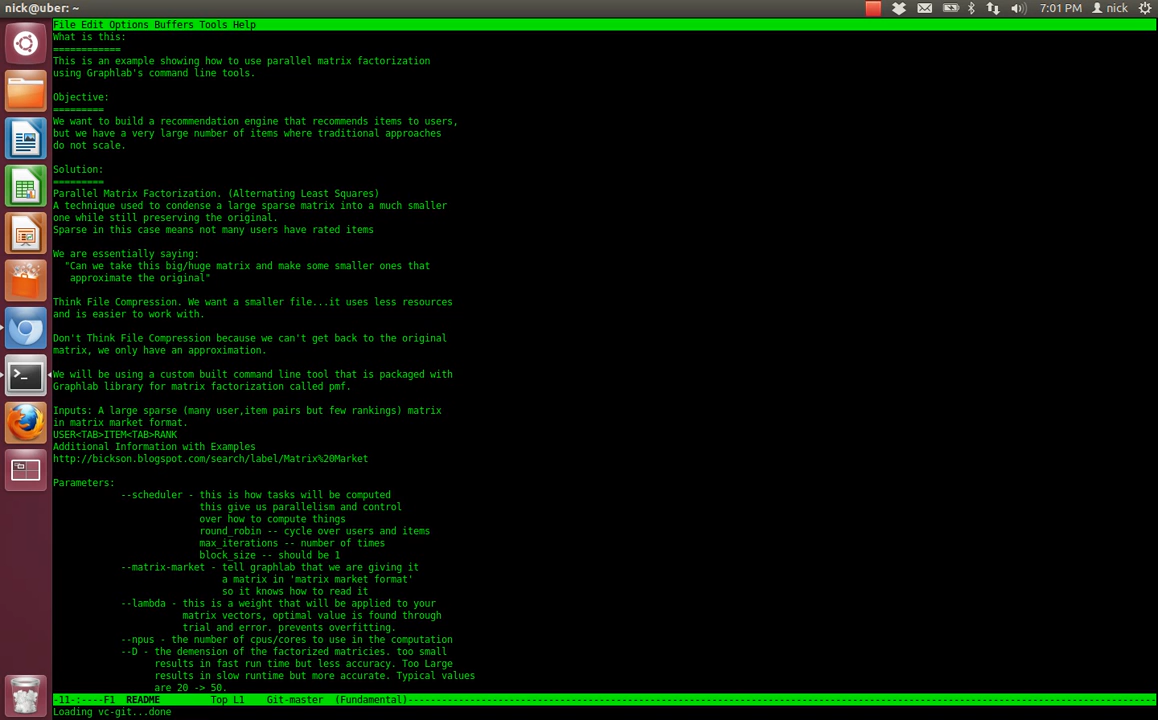 nick@uber: ~
7:01 PM
nick
File Edit Options Buffers Tools Help
What is this:
============
This is an example showing how to use parallel matrix factorization
using Graphlab's command line tools.
Objective:
=========
We want to build a recommendation engine that recommends items to users,
but we have a very large number of items where traditional approaches
do not scale.
Solution:
=========
Parallel Matrix Factorization. (Alternating Least Squares)
A technique used to condense a large sparse matrix into a much smaller
one while still preserving the original.
Sparse in this case means not many users have rated items
We are essentially saying:
"Can we take this big/huge matrix and make some smaller ones that
approximate the original"
Think File Compression. We want a smaller file...it uses less resources
and is easier to work with.
Don't Think File Compression because we can't get back to the original
matrix, we only have an approximation.
We will be using a custom built command line tool that is packaged with
Graphlab library for matrix factorization called pmf.
Inputs: A large sparse (many user,item pairs but few rankings) matrix
in matrix market format.
USER<TAB>ITEM<TAB>RANK
Additional Information with Examples
http://bickson.blogspot.com/search/label/Matrix%20Market
Parameters:
--scheduler - this is how tasks will be computed
this give us parallelism and control
over how to compute things
round_robin -- cycle over users and items
max_iterations -- number of times
block_size -- should be 1
--matrix-market - tell graphlab that we are giving it
a matrix in 'matrix market format'
so it knows how to read it
--lambda - this is a weight that will be applied to your
matrix vectors, optimal value is found through
trial and error. prevents overfitting.
--npus - the number of cpus/cores to use in the computation
--D - the demension of the factorized matricies. too small
results in fast run time but less accuracy. Too Large
results in slow runtime but more accurate. Typical values
are 20 -> 50.
-11-:----F1 README Top L1 Git-master (Fundamental)----------------------------------------
Loading vc-git...done